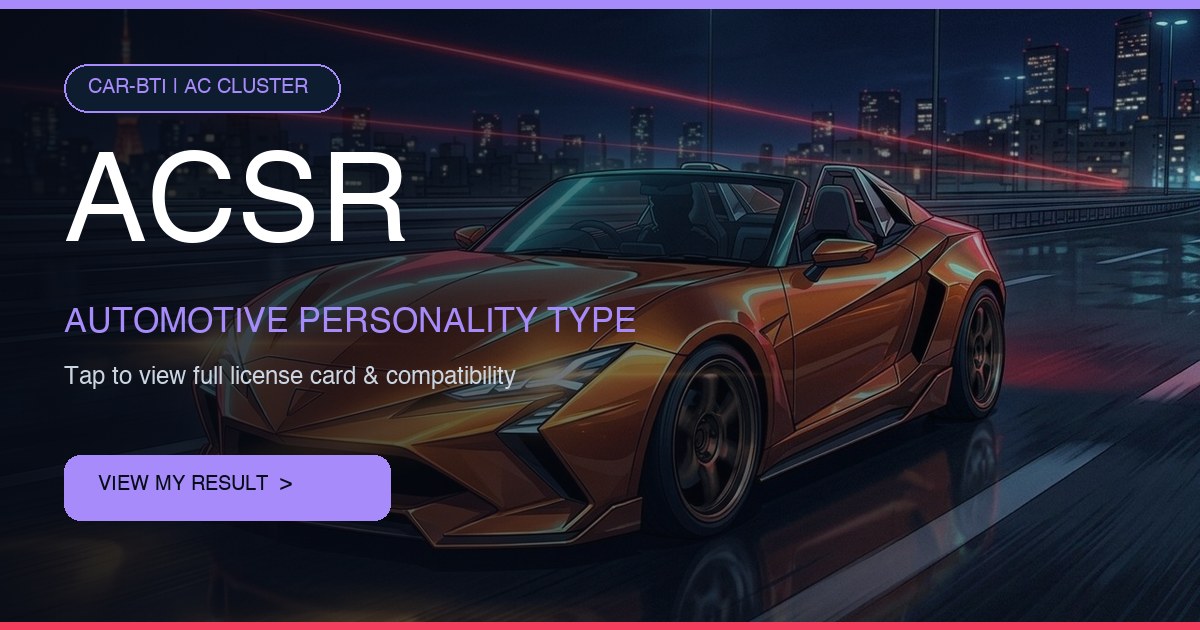 CAR-BTI | AC CLUSTER
ACSR
AUTOMOTIVE PERSONALITY TYPE
Tap to view full license card & compatibility
VIEW MY RESULT >